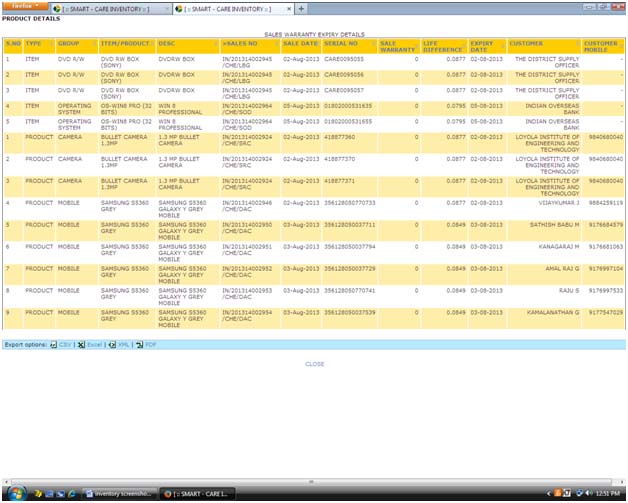 Firefox
[ :: SMART - CARE INVENTORY :: ] × [ :: SMART - CARE INVENTORY :: ] × +
PRODUCT DETAILS
SALES WARRANTY EXPIRY DETAILS
S.NO TYPE GROUP ITEM/PRODUCT DESC >SALES NO SALE DATE SERIAL NO SALE WARRANTY LIFE DIFFERENCE EXPIRY DATE CUSTOMER CUSTOMER MOBILE
1 ITEM DVD R/W DVD RW BOX (SONY) DVDRW BOX IN/201314002945 /CHE/LBG 02-Aug-2013 CARE0095055 0 0.0877 02-08-2013 THE DISTRICT SUPPLY OFFICER -
2 ITEM DVD R/W DVD RW BOX (SONY) DVDRW BOX IN/201314002945 /CHE/LBG 02-Aug-2013 CARE0095056 0 0.0877 02-08-2013 THE DISTRICT SUPPLY OFFICER -
3 ITEM DVD R/W DVD RW BOX (SONY) DVDRW BOX IN/201314002945 /CHE/LBG 02-Aug-2013 CARE0095057 0 0.0877 02-08-2013 THE DISTRICT SUPPLY OFFICER -
4 ITEM OPERATING SYSTEM OS-WIN8 PRO (32 BITS) WIN 8 PROFESSIONAL IN/201314002964 /CHE/SOD 05-Aug-2013 01802000531635 0 0.0795 05-08-2013 INDIAN OVERSEAS BANK -
5 ITEM OPERATING SYSTEM OS-WIN8 PRO (32 BITS) WIN 8 PROFESSIONAL IN/201314002964 /CHE/SOD 05-Aug-2013 01802000531655 0 0.0795 05-08-2013 INDIAN OVERSEAS BANK -
1 PRODUCT CAMERA BULLET CAMERA 1.3MP 1.3 MP BULLET CAMERA IN/201314002924 /CHE/SRC 02-Aug-2013 418877360 0 0.0877 02-08-2013 LOYOLA INSTITUTE OF ENGINEERING AND TECHNOLOGY 9840680040
2 PRODUCT CAMERA BULLET CAMERA 1.3MP 1.3 MP BULLET CAMERA IN/201314002924 /CHE/SRC 02-Aug-2013 418877370 0 0.0877 02-08-2013 LOYOLA INSTITUTE OF ENGINEERING AND TECHNOLOGY 9840680040
3 PRODUCT CAMERA BULLET CAMERA 1.3MP 1.3 MP BULLET CAMERA IN/201314002924 /CHE/SRC 02-Aug-2013 418877371 0 0.0877 02-08-2013 LOYOLA INSTITUTE OF ENGINEERING AND TECHNOLOGY 9840680040
4 PRODUCT MOBILE SAMSUNG S5360 GREY SAMSUNG S5360 GALAXY Y GREY MOBILE IN/201314002946 /CHE/DAC 02-Aug-2013 356128050770733 0 0.0877 02-08-2013 VIJAYKUMAR J 9884259119
5 PRODUCT MOBILE SAMSUNG S5360 GREY SAMSUNG S5360 GALAXY Y GREY MOBILE IN/201314002950 /CHE/DAC 03-Aug-2013 356128050037711 0 0.0849 03-08-2013 SATHISH BABU M 9176684579
6 PRODUCT MOBILE SAMSUNG S5360 GREY SAMSUNG S5360 GALAXY Y GREY MOBILE IN/201314002951 /CHE/DAC 03-Aug-2013 356128050037794 0 0.0849 03-08-2013 KANAGARAJ M 9176681063
7 PRODUCT MOBILE SAMSUNG S5360 GREY SAMSUNG S5360 GALAXY Y GREY MOBILE IN/201314002952 /CHE/DAC 03-Aug-2013 356128050037729 0 0.0849 03-08-2013 AMAL RAJ G 9176997104
8 PRODUCT MOBILE SAMSUNG S5360 GREY SAMSUNG S5360 GALAXY Y GREY MOBILE IN/201314002953 /CHE/DAC 03-Aug-2013 356128050770741 0 0.0849 03-08-2013 RAJU S 9176997533
9 PRODUCT MOBILE SAMSUNG S5360 GREY SAMSUNG S5360 GALAXY Y GREY MOBILE IN/201314002954 /CHE/DAC 03-Aug-2013 356128050037539 0 0.0849 03-08-2013 KAMALANATHAN G 9177547029
Export options: CSV | Excel | XML | PDF
CLOSE
inventory screensho... [ :: SMART - CARE I... 12:51 PM